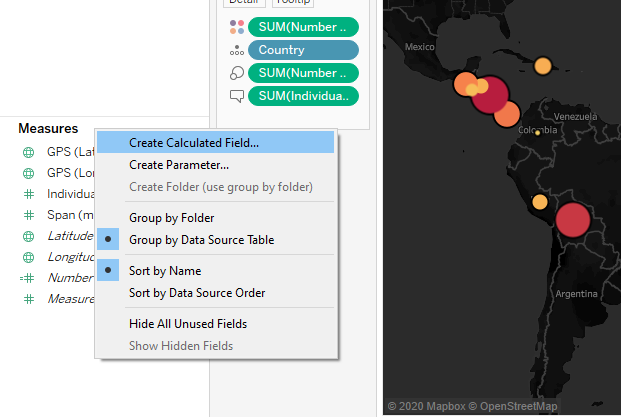 Detail Tooltip
SUM(Number ..
Country
SUM(Number ..
SUM(Individua..
Measures
GPS (Lat
GPS (Lon
Individua
Span (m
Latitude
Longitud
Number
Measure
Create Calculated Field...
Create Parameter...
Create Folder (use group by folder)
Group by Folder
Group by Data Source Table
Sort by Name
Sort by Data Source Order
Hide All Unused Fields
Show Hidden Fields
Mexico
Venezuela
Colombia
Argentina
© 2020 Mapbox © OpenStreetMap